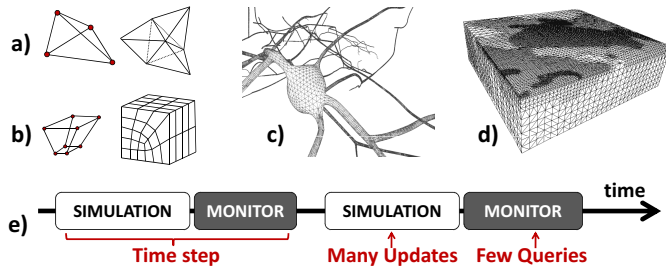 a)
b)
c)
d)
e)
time
SIMULATION MONITOR SIMULATION MONITOR
Time step Many Updates Few Queries